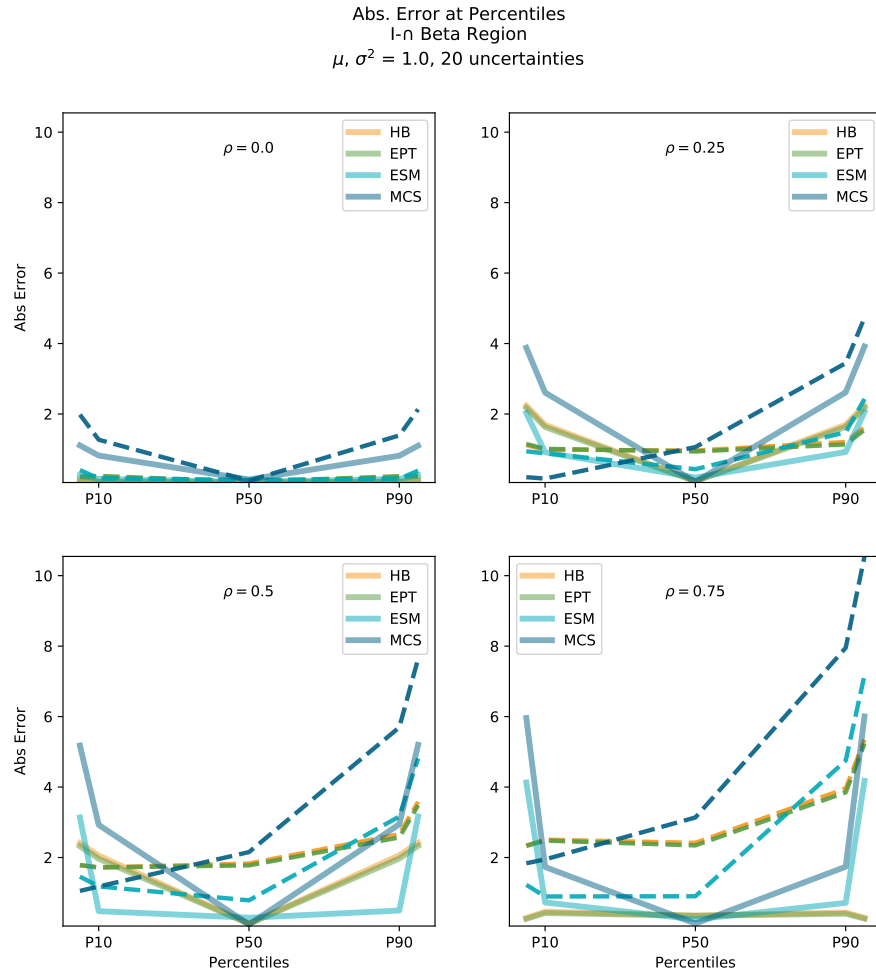 Abs. Error at Percentiles
I-∩ Beta Region
μ, σ² = 1.0, 20 uncertainties
10
8
6
4
2
Abs Error
ρ = 0.0
HB
EPT
ESM
MCS
P10
P50
P90
10
8
6
4
2
ρ = 0.25
HB
EPT
ESM
MCS
P10
P50
P90
10
8
6
4
2
Abs Error
ρ = 0.5
HB
EPT
ESM
MCS
P10
P50
P90
Percentiles
10
8
6
4
2
HB
EPT
ESM
MCS
ρ = 0.75
P10
P50
P90
Percentiles